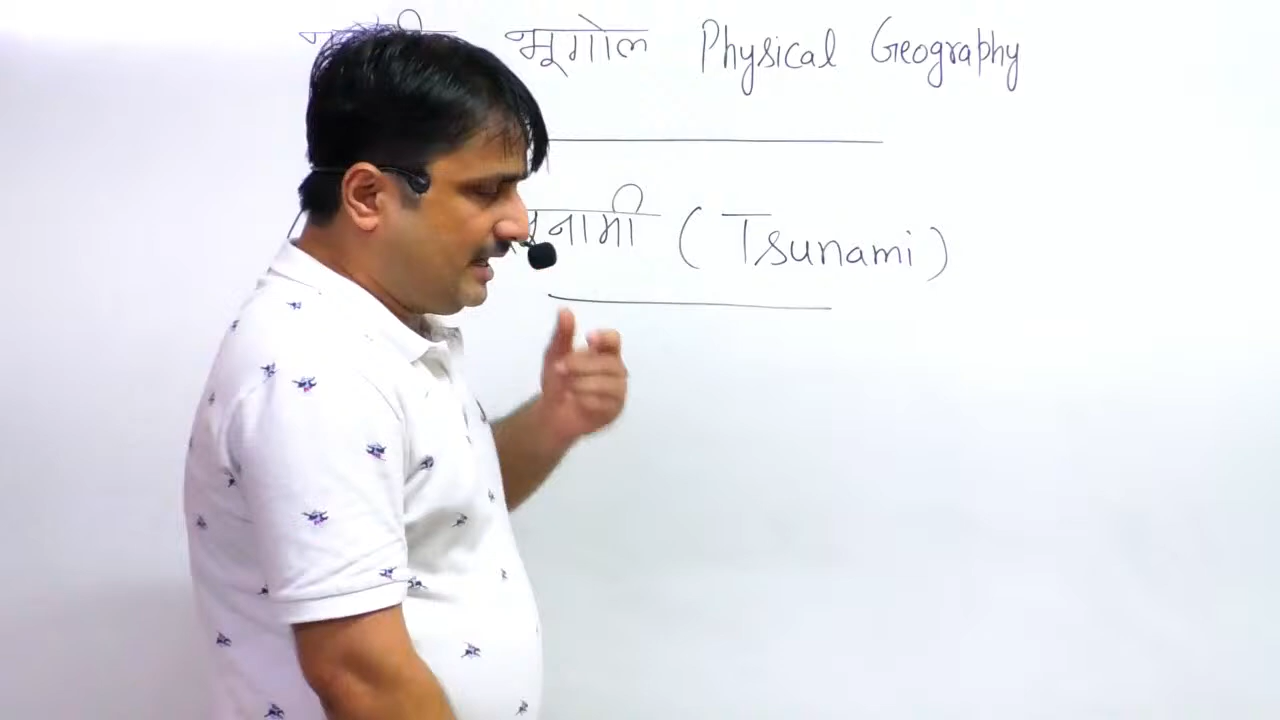 भूगोल Physical Geography
(Tsunami)